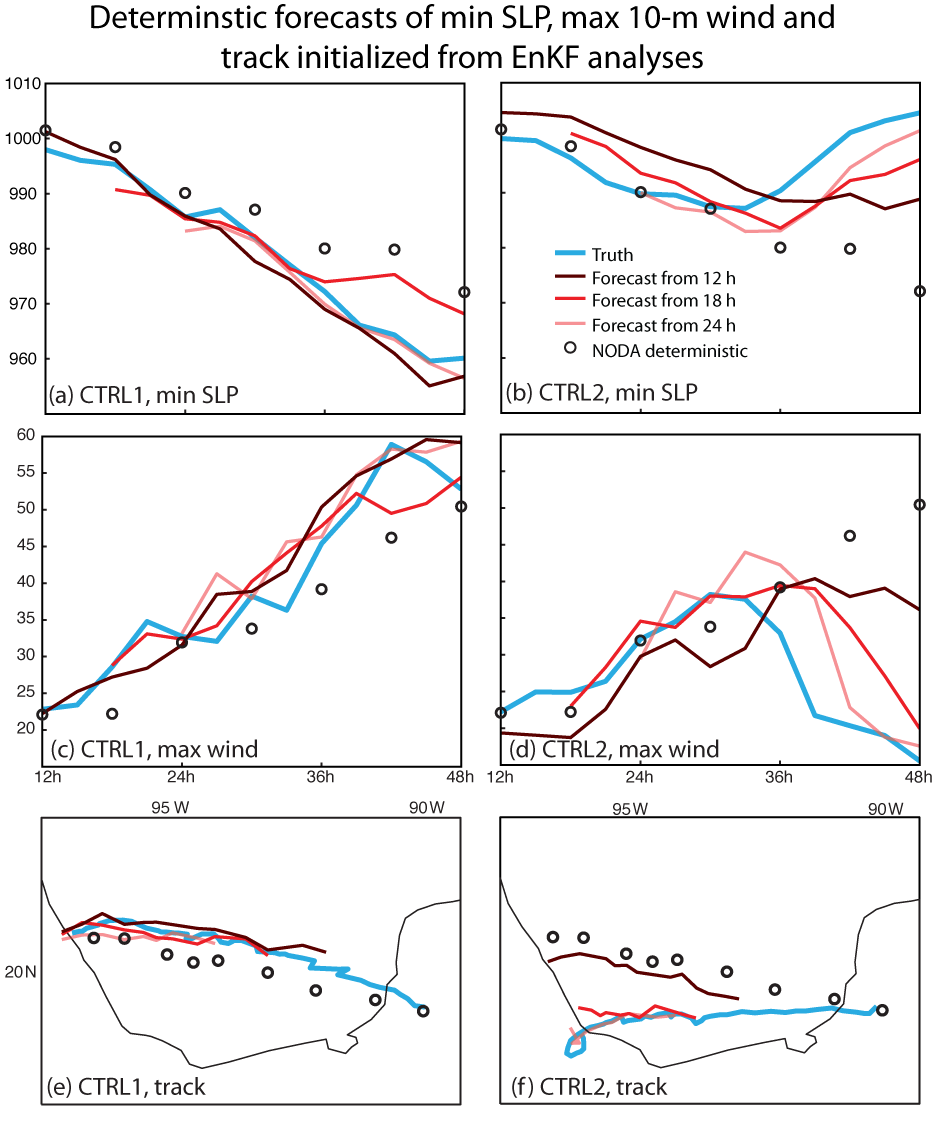 Determinstic forecasts of min SLP, max 10-m wind and
track initialized from EnKF analyses
1010
1000
990
980
970
960
(a) CTRL1, min SLP
Truth
Forecast from 12 h
Forecast from 18 h
Forecast from 24 h
NODA deterministic
(b) CTRL2, min SLP
60
55
50
45
40
35
30
25
20
(c) CTRL1, max wind
12h 24h 36h 48h
(d) CTRL2, max wind
12h 24h 36h 48h
95 W 90 W
20 N
(e) CTRL1, track
95 W 90 W
(f) CTRL2, track